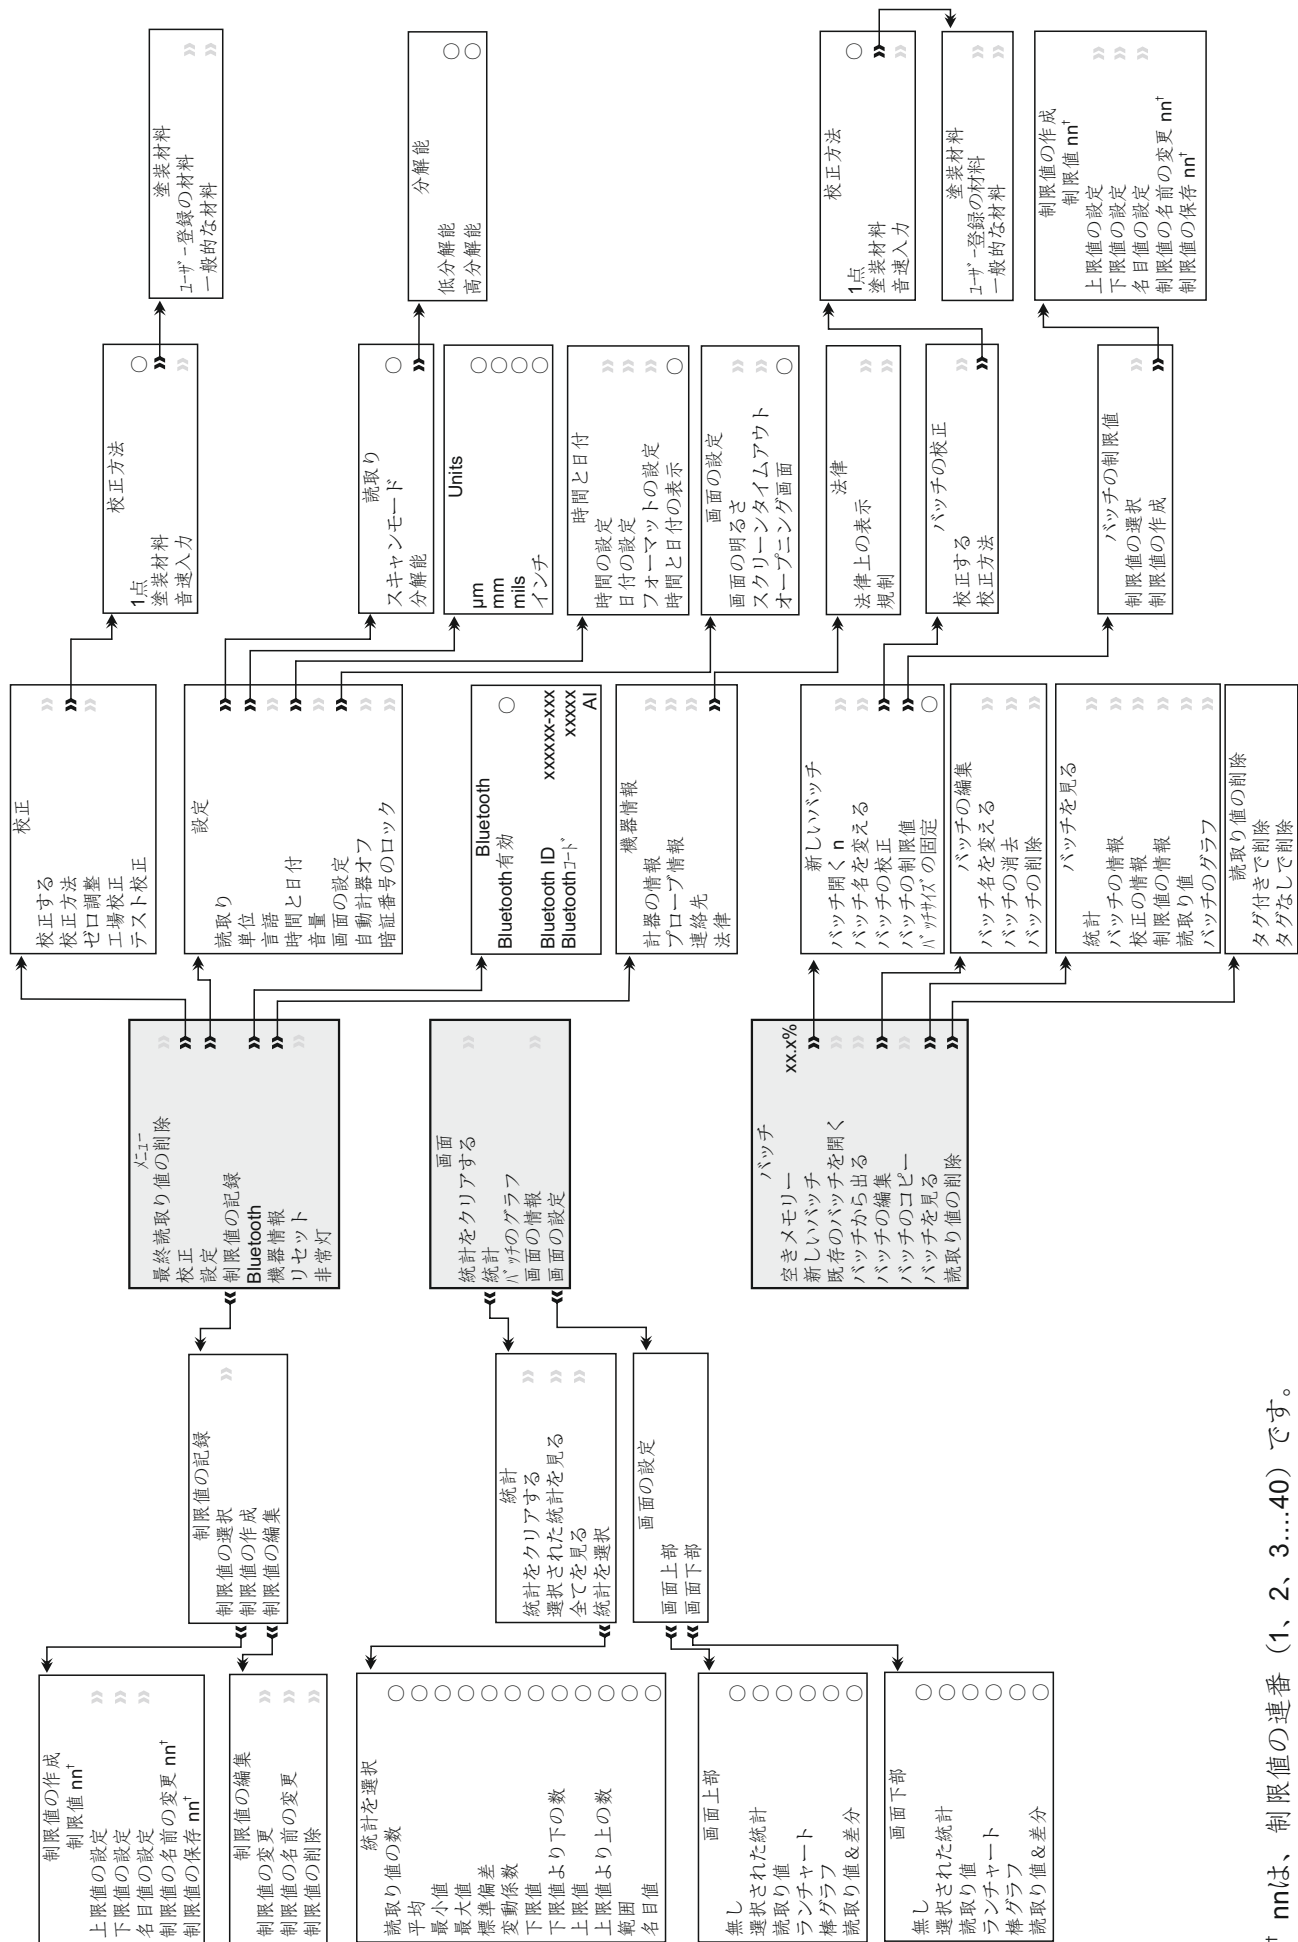 制限値の作成
制限値 nn†
上限値の設定
下限値の設定
名目値の設定
制限値の名前の変更 nn†
制限値の保存 nn†
制限値の編集
制限値の変更
制限値の名前の変更
制限値の削除
統計を選択
読取り値の数
平均
最小値
最大値
標準偏差
変動係数
下限値
下限値より下の数
上限値
上限値より上の数
範囲
名目値
画面上部
無し
選択された統計
読取り値
ランチャート
棒グラフ
読取り値&差分
画面下部
無し
選択された統計
読取り値
ランチャート
棒グラフ
読取り値&差分
制限値の記録
制限値の選択
制限値の作成
制限値の編集
統計
統計をクリアする
選択された統計を見る
全てを見る
統計を選択
画面の設定
画面上部
画面下部
ﾒﾆｭｰ
最終読取り値の削除
校正
設定
制限値の記録
Bluetooth
機器情報
リセット
非常灯
画面
統計をクリアする
統計
ﾊﾞｯﾁのグラフ
画面の情報
画面の設定
バッチ
空きメモリー xx.x%
新しいバッチ
既存のバッチを開く
バッチから出る
バッチの編集
バッチのコピー
バッチを見る
読取り値の削除
校正
校正する
校正方法
ゼロ調整
工場校正
テスト校正
設定
読取り
単位
言語
時間と日付
音量
画面の設定
自動計器オフ
暗証番号のロック
Bluetooth
Bluetooth有効
Bluetooth ID xxxxxx-xxx
Bluetoothｺｰﾄﾞ xxxxx
AI
機器情報
計器の情報
プローブ情報
連絡先
法律
新しいバッチ
バッチ開く n
バッチ名を変える
バッチの校正
バッチの制限値
ﾊﾞｯﾁｻｲｽﾞの固定
バッチの編集
バッチ名を変える
バッチの消去
バッチの削除
バッチを見る
統計
バッチの情報
校正の情報
制限値の情報
読取り値
バッチのグラフ
読取り値の削除
タグ付きで削除
タグなしで削除
校正方法
1点
塗装材料
音速入力
読取り
スキャンモード
分解能
Units
µm
mm
mils
インチ
時間と日付
時間の設定
日付の設定
フォーマットの設定
時間と日付の表示
画面の設定
画面の明るさ
スクリーンタイムアウト
オープニング画面
法律
法律上の表示
規制
バッチの校正
校正する
校正方法
バッチの制限値
制限値の選択
制限値の作成
塗装材料
ﾕｰｻﾞｰ登録の材料
一般的な材料
分解能
低分解能
高分解能
校正方法
1点
塗装材料
音速入力
塗装材料
ﾕｰｻﾞｰ登録の材料
一般的な材料
制限値の作成
制限値 nn†
上限値の設定
下限値の設定
名目値の設定
制限値の名前の変更 nn†
制限値の保存 nn†
† nnは、制限値の連番（1、2、3....40）です。